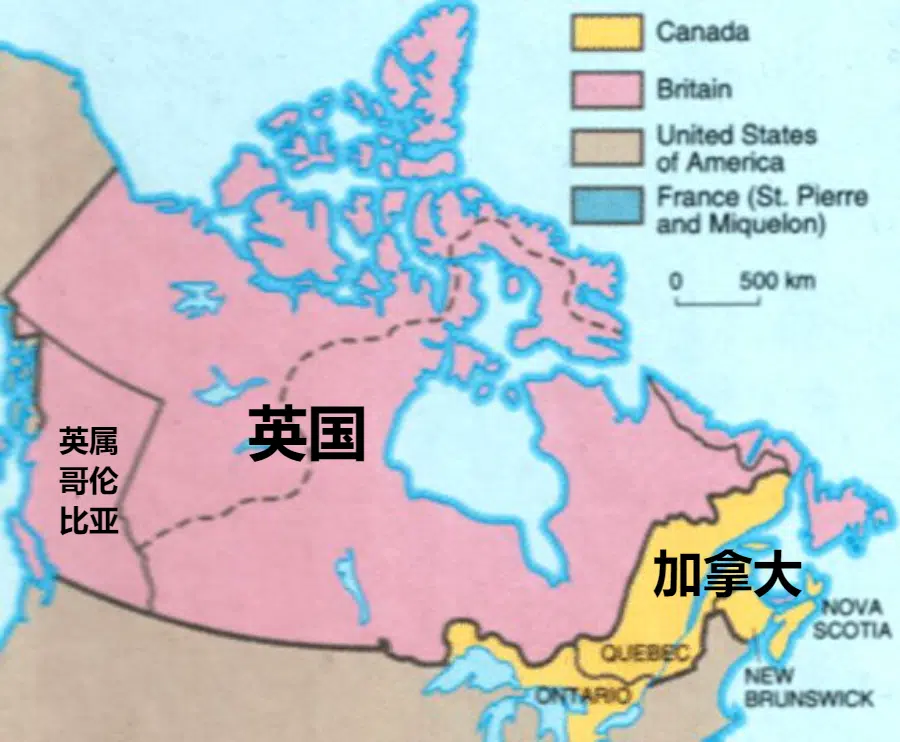 Canada
Britain
United States
of America
France (St. Pierre
and Miquelon)
0 500 km
英国
英属
哥伦
比亚
加拿大
NOVA
SCOTIA
QUEBEC
NEW
BRUNSWICK
ONTARIO